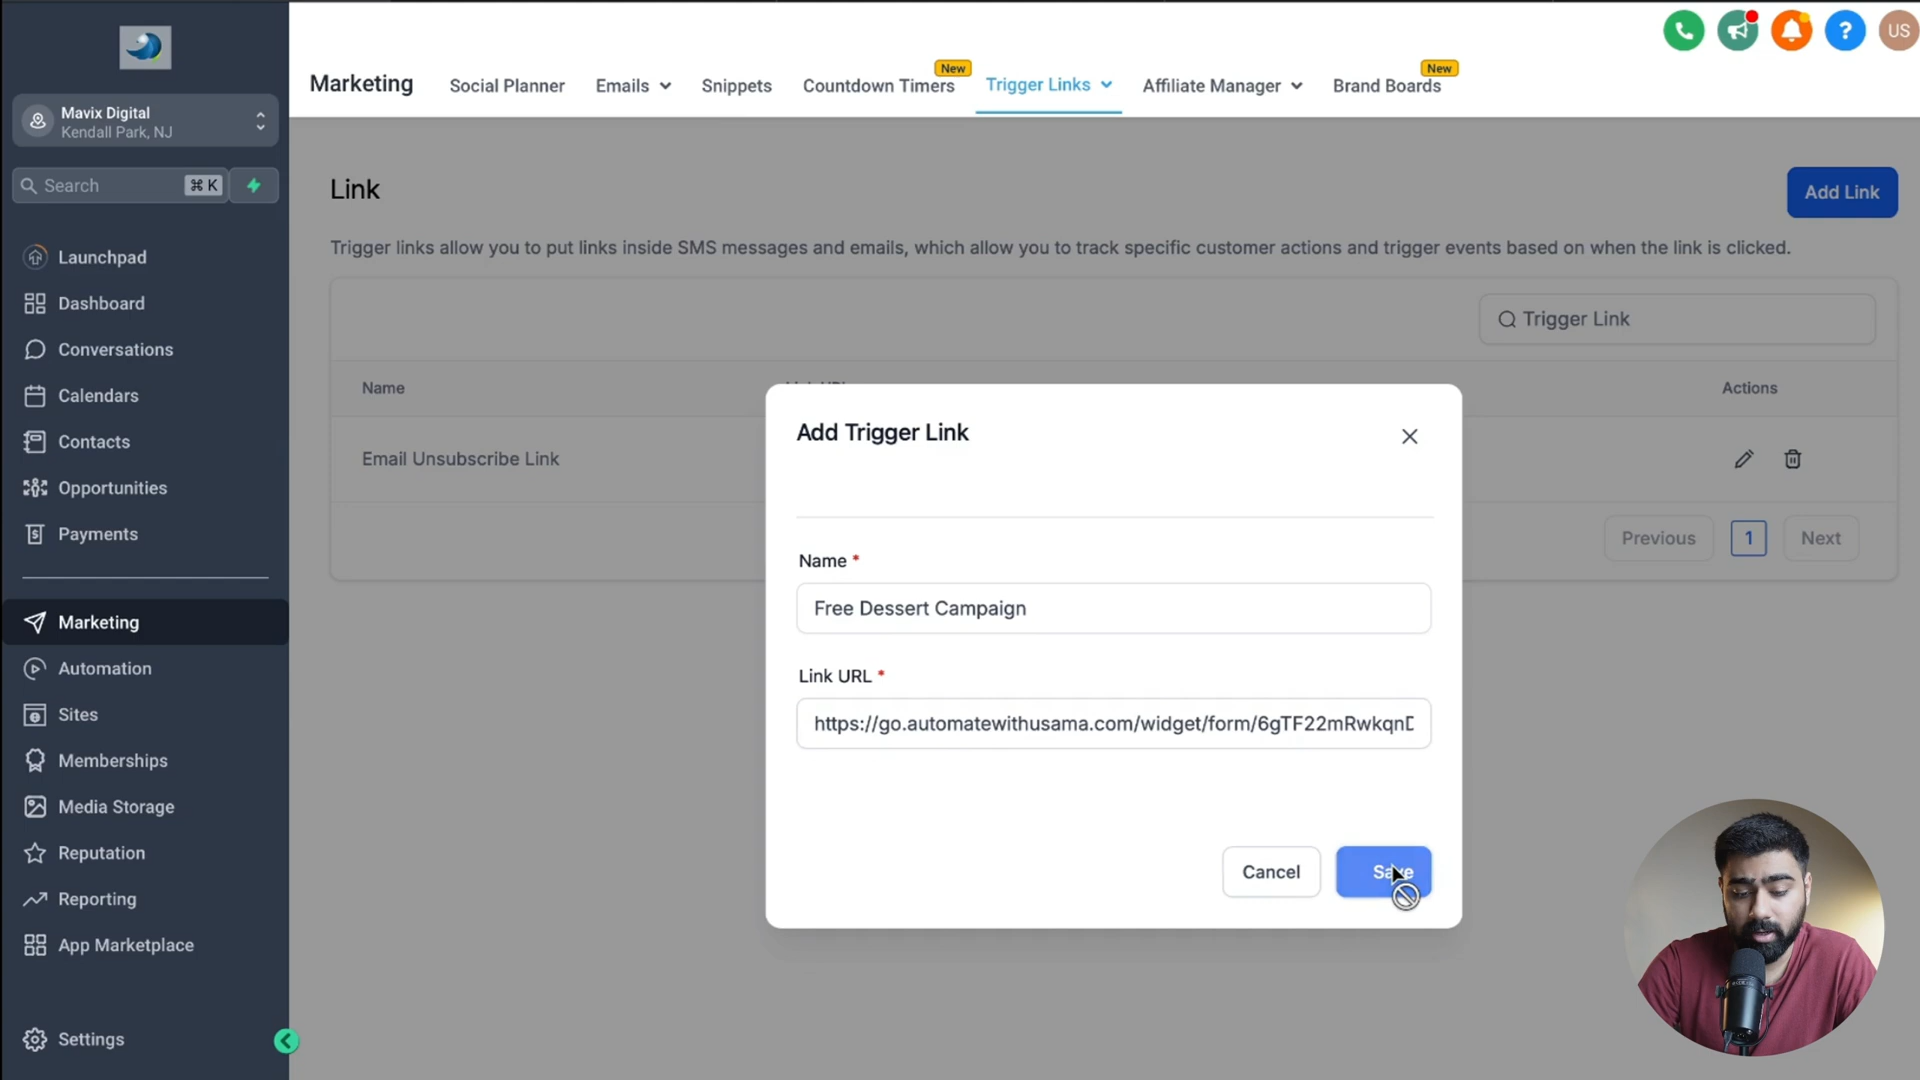 Mavix Digital
Kendall Park, NJ
Search
⌘ K
Launchpad
Dashboard
Conversations
Calendars
Contacts
Opportunities
Payments
Marketing
Automation
Sites
Memberships
Media Storage
Reputation
Reporting
App Marketplace
Settings
Marketing
Social Planner
Emails
Snippets
Countdown Timers
New
Trigger Links
Affiliate Manager
Brand Boards
New
?
US
Link
Add Link
Trigger links allow you to put links inside SMS messages and emails, which allow you to track specific customer actions and trigger events based on when the link is clicked.
Trigger Link
Name
Actions
Email Unsubscribe Link
Previous
1
Next
Add Trigger Link
Name *
Free Dessert Campaign
Link URL *
https://go.automatewithusama.com/widget/form/6gTF22mRwkqn
Cancel
Save